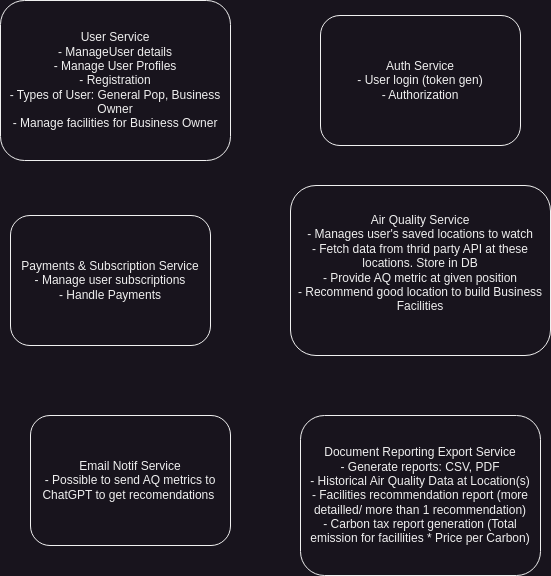 User Service
- ManageUser details
- Manage User Profiles
- Registration
- Types of User: General Pop, Business
Owner
- Manage facilities for Business Owner
Auth Service
- User login (token gen)
- Authorization
Payments & Subscription Service
- Manage user subscriptions
- Handle Payments
Air Quality Service
- Manages user's saved locations to watch
- Fetch data from thrid party API at these
locations. Store in DB
- Provide AQ metric at given position
- Recommend good location to build Business
Facilities
Email Notif Service
- Possible to send AQ metrics to
ChatGPT to get recomendations
Document Reporting Export Service
- Generate reports: CSV, PDF
- Historical Air Quality Data at Location(s)
- Facilities recommendation report (more
detailled/ more than 1 recommendation)
- Carbon tax report generation (Total
emission for facillities * Price per Carbon)